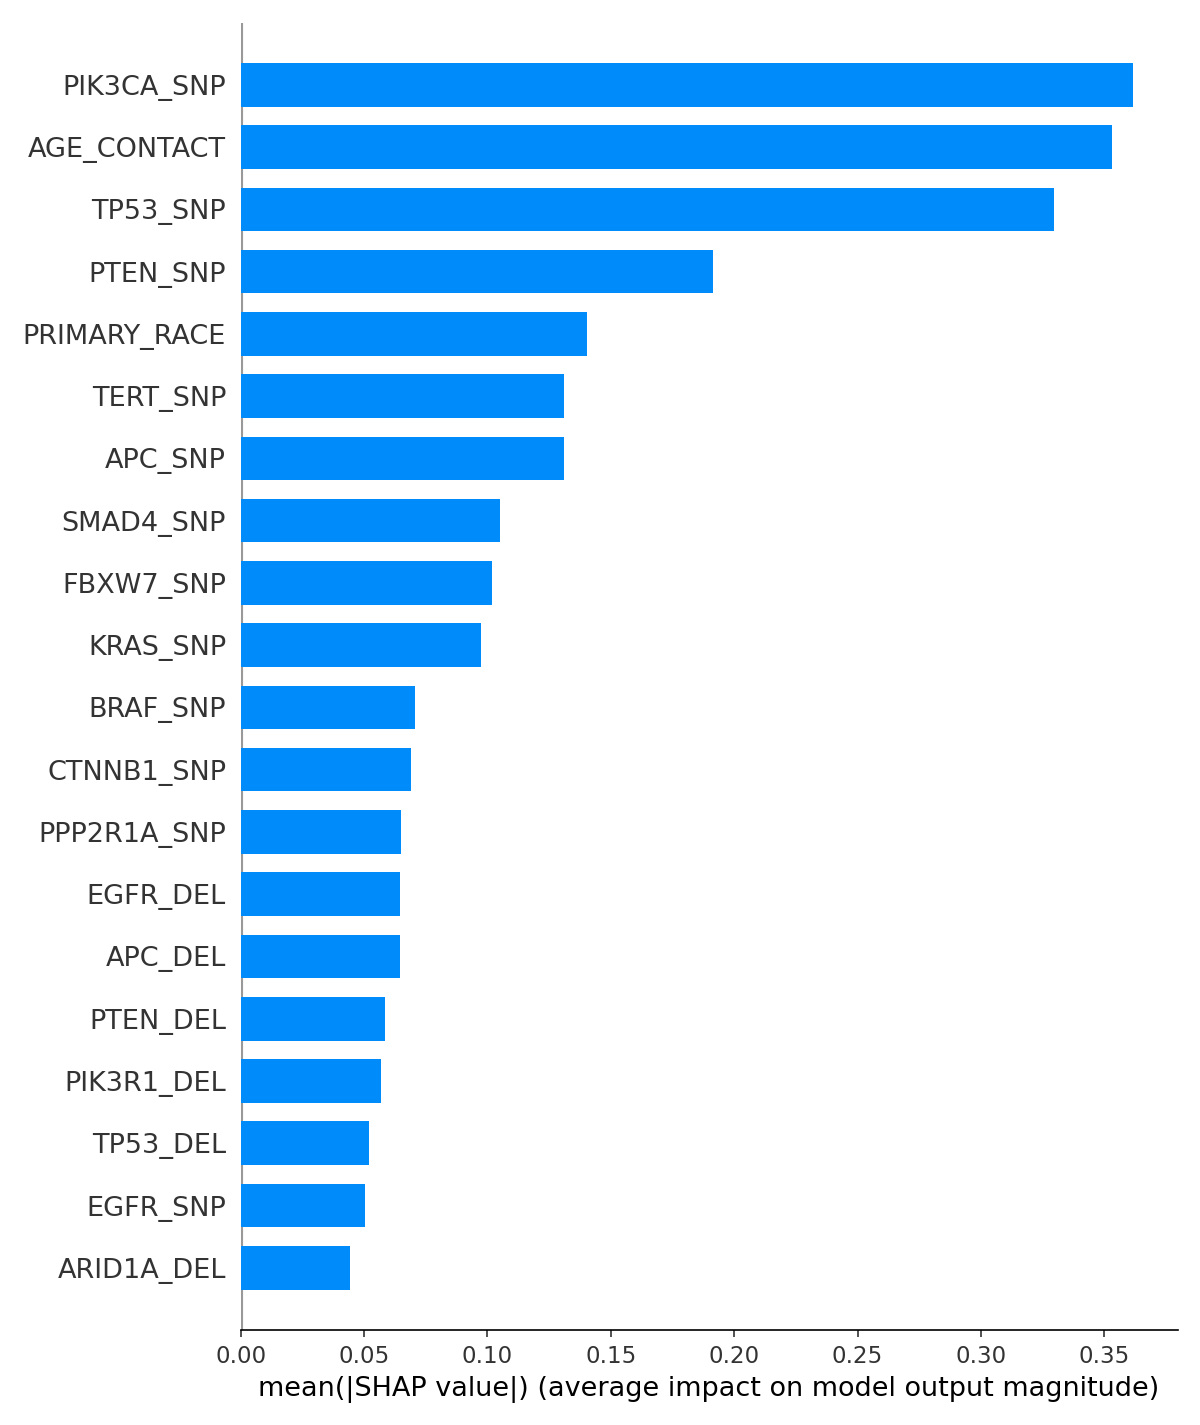 PIK3CA_SNP
AGE_CONTACT
TP53_SNP
PTEN_SNP
PRIMARY_RACE
TERT_SNP
APC_SNP
SMAD4_SNP
FBXW7_SNP
KRAS_SNP
BRAF_SNP
CTNNB1_SNP
PPP2R1A_SNP
EGFR_DEL
APC_DEL
PTEN_DEL
PIK3R1_DEL
TP53_DEL
EGFR_SNP
ARID1A_DEL
0.00 0.05 0.10 0.15 0.20 0.25 0.30 0.35
mean(|SHAP value|) (average impact on model output magnitude)